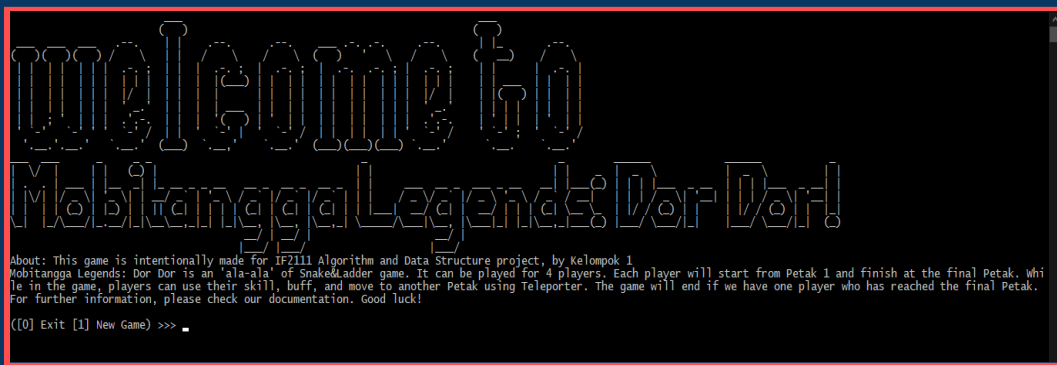 welcome to
Mobitangga Legends: Dor Dor!
About: This game is intentionally made for IF2111 Algorithm and Data Structure project, by Kelompok 1
Mobitangga Legends: Dor Dor is an 'ala-ala' of Snake&Ladder game. It can be played for 4 players. Each player will start from Petak 1 and finish at the final Petak. Whi
le in the game, players can use their skill, buff, and move to another Petak using Teleporter. The game will end if we have one player who has reached the final Petak.
For further information, please check our documentation. Good luck!
([0] Exit [1] New Game) >>> _